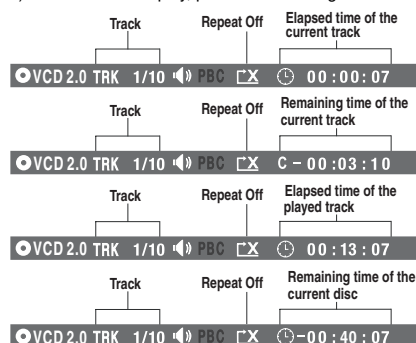 Track Repeat Off Elapsed time of the
current track
VCD 2.0 TRK 1/10 PBC X 00:00:07
Track Repeat Off Remaining time of the
current track
VCD 2.0 TRK 1/10 PBC X C - 00:03:10
Track Repeat Off Elapsed time of the
played track
VCD 2.0 TRK 1/10 PBC X 00:13:07
Track Repeat Off Remaining time of the
current disc
VCD 2.0 TRK 1/10 PBC X -00:40:07